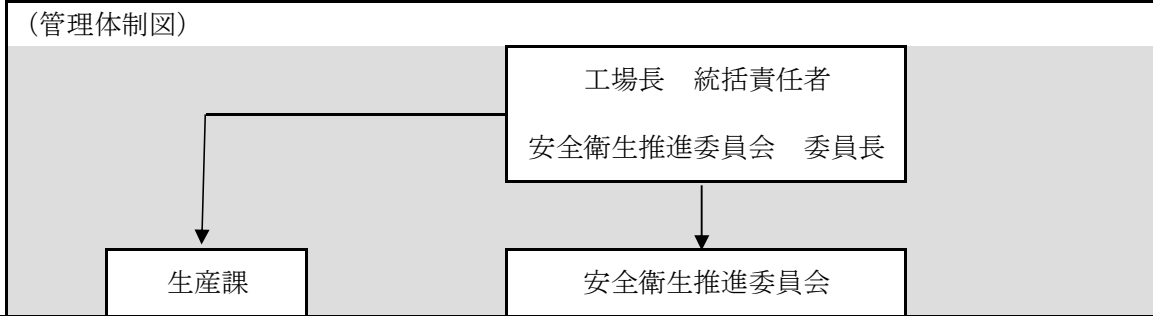 （管理体制図）
工場長　統括責任者
安全衛生推進委員会　委員長
生産課
安全衛生推進委員会